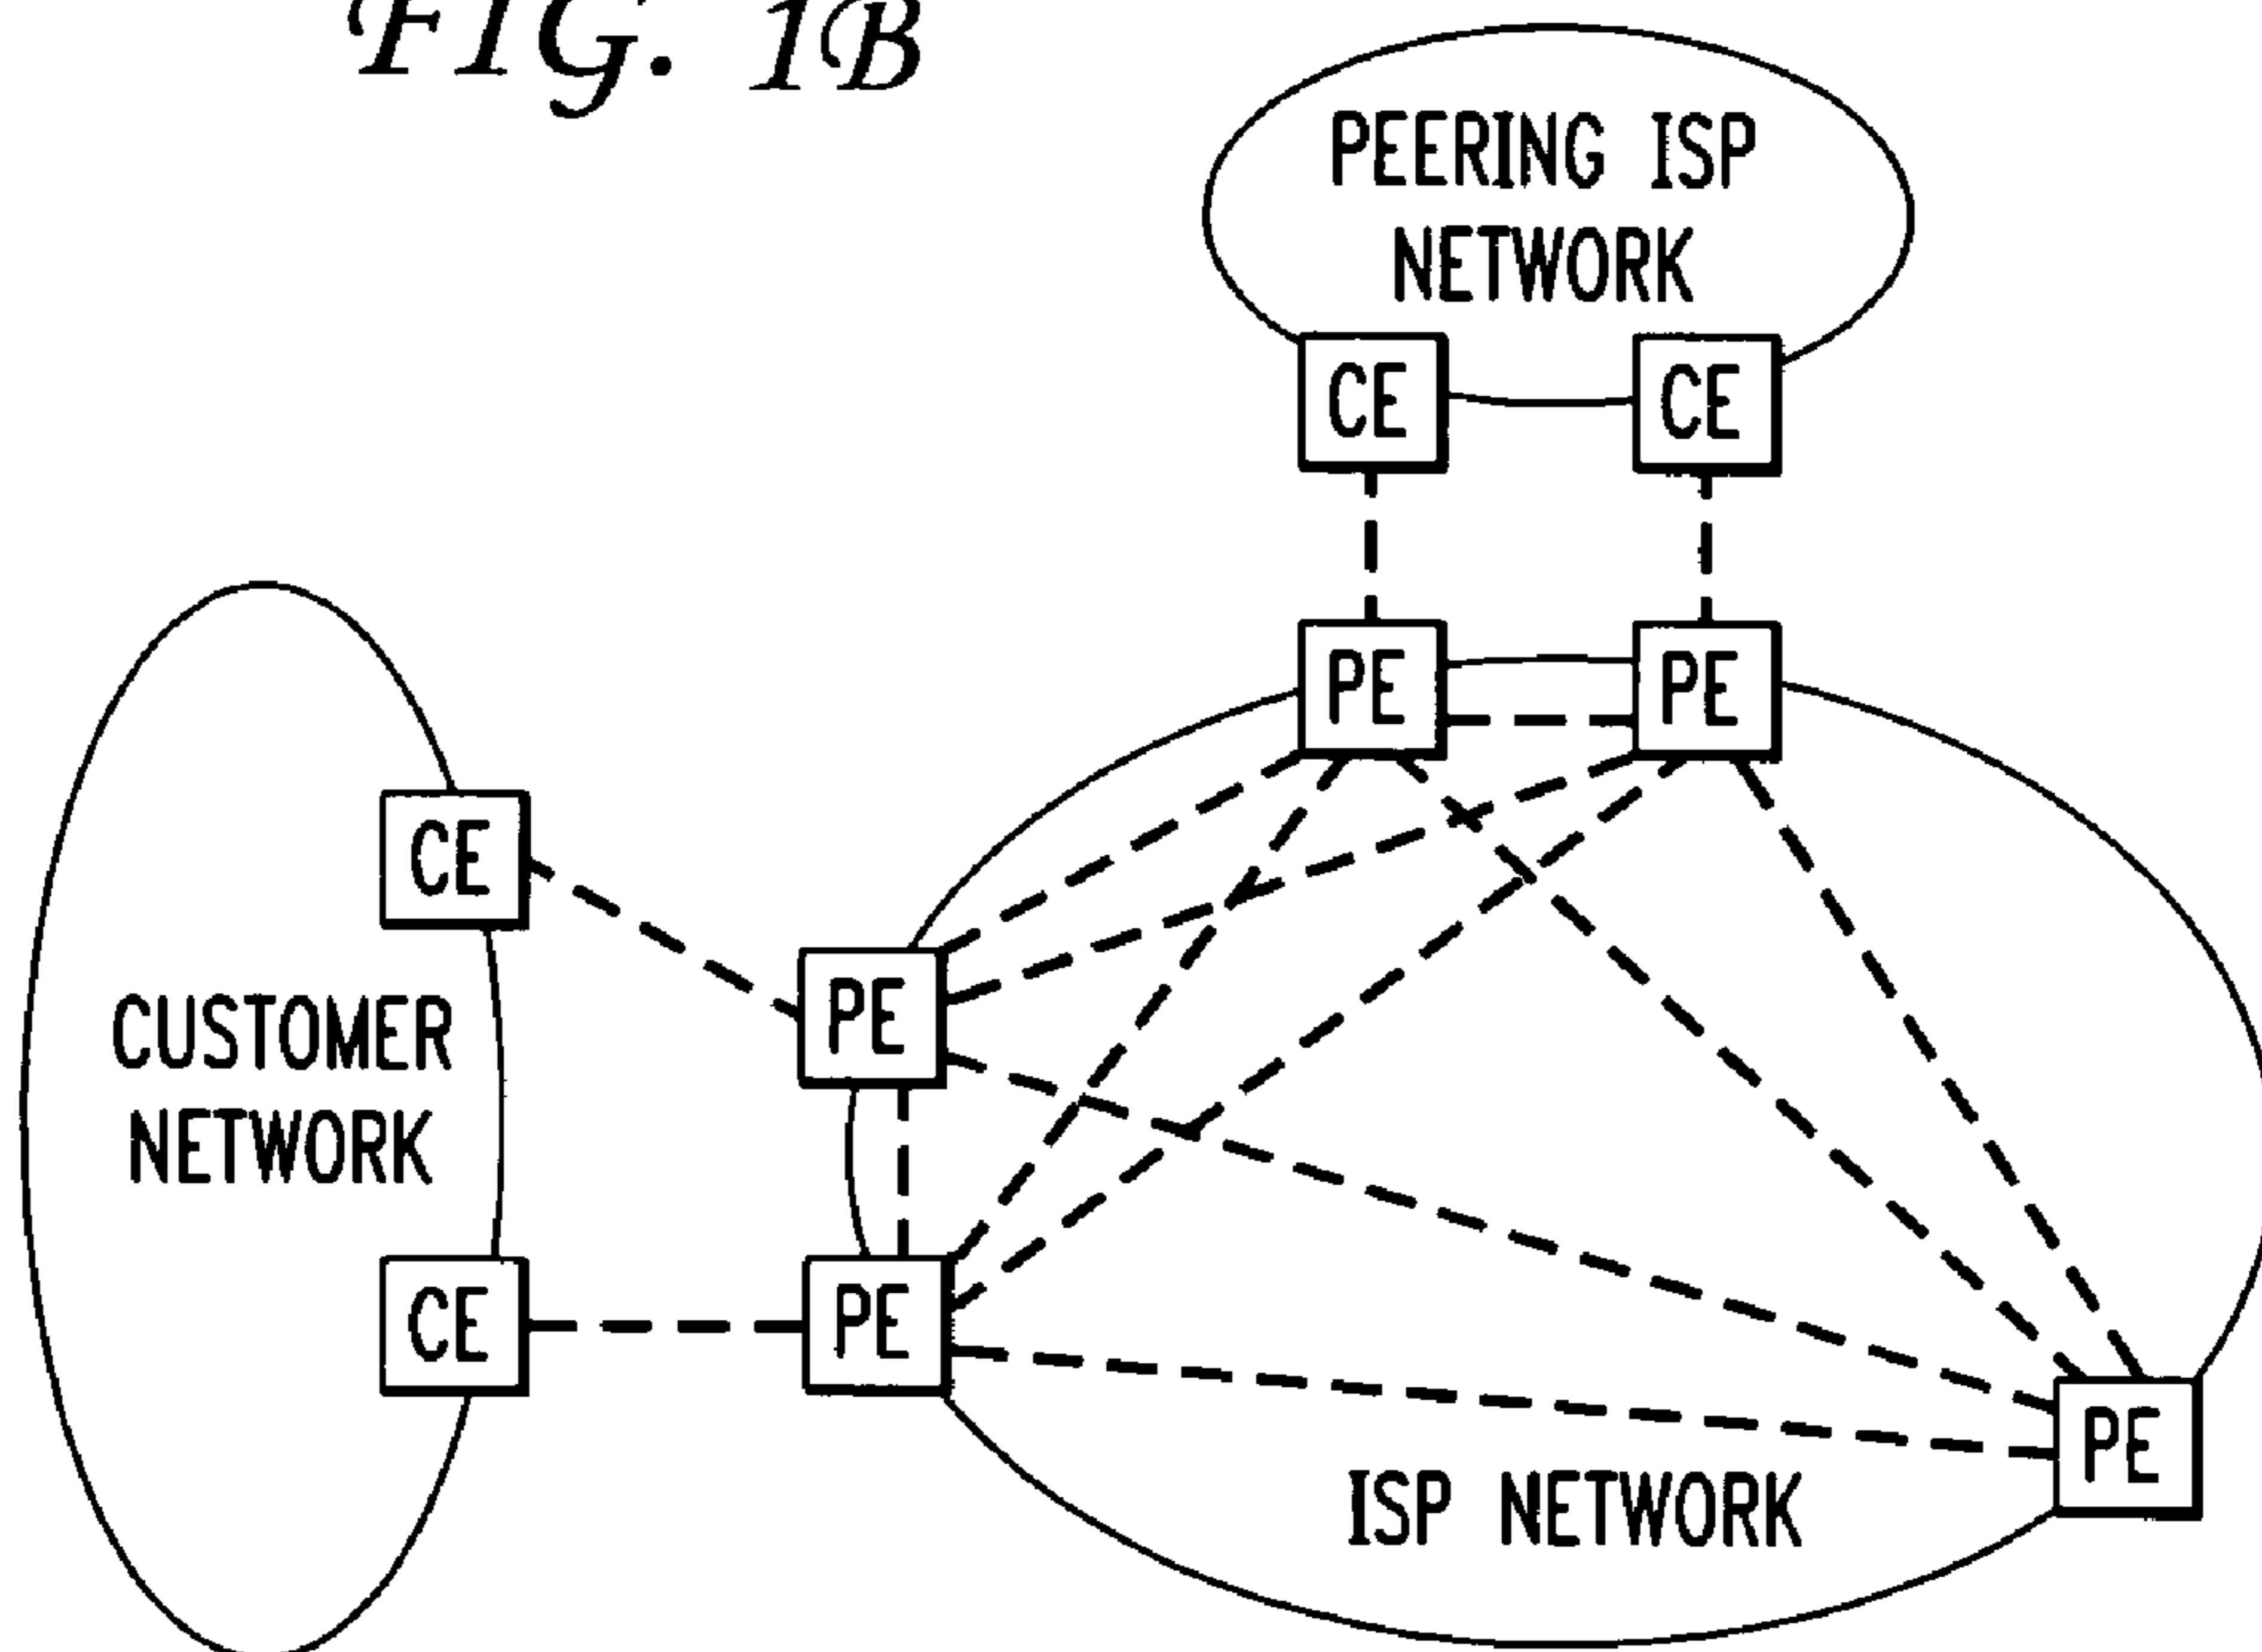 FIG. 1B
PEERING ISP
NETWORK
CE CE
PE PE
CE
PE
CUSTOMER
NETWORK
CE
PE
PE
ISP NETWORK